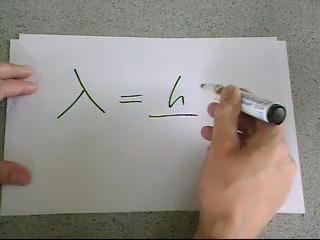 λ = h